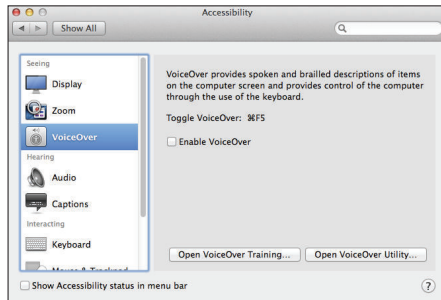 Accessibility
Show All
Seeing
Display
Zoom
VoiceOver
Hearing
Audio
Captions
Interacting
Keyboard
VoiceOver provides spoken and brailled descriptions of items
on the computer screen and provides control of the computer
through the use of the keyboard.
Toggle VoiceOver: ⌘F5
Enable VoiceOver
Open VoiceOver Training...
Open VoiceOver Utility...
Show Accessibility status in menu bar
?